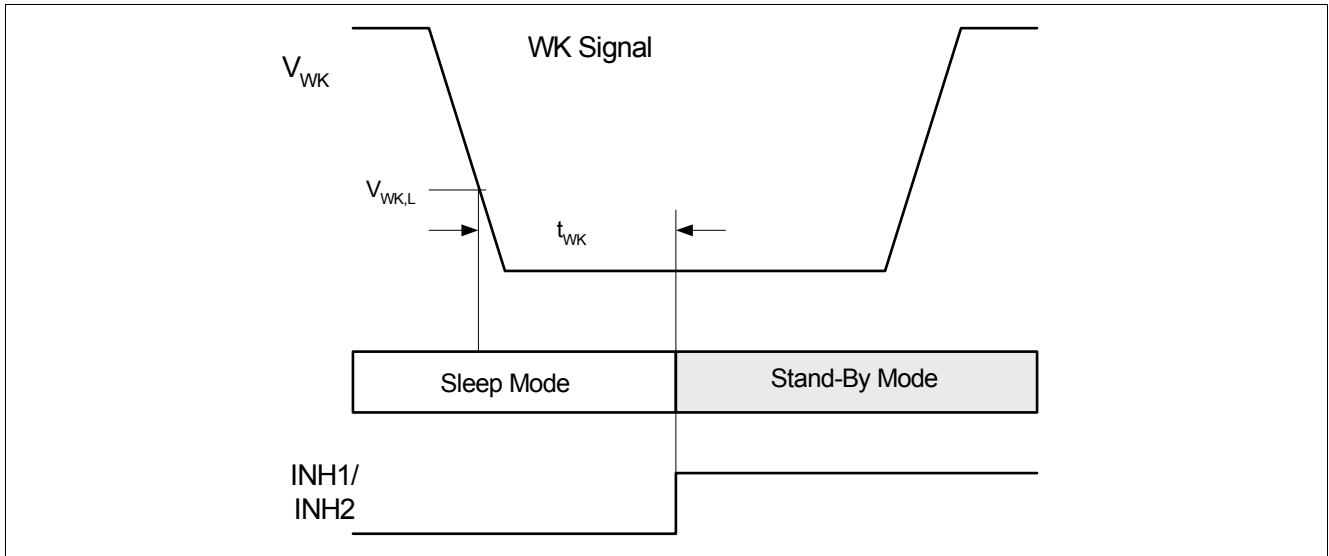 WK Signal
V_WK
V_WK,L
t_WK
Sleep Mode
Stand-By Mode
INH1/
INH2